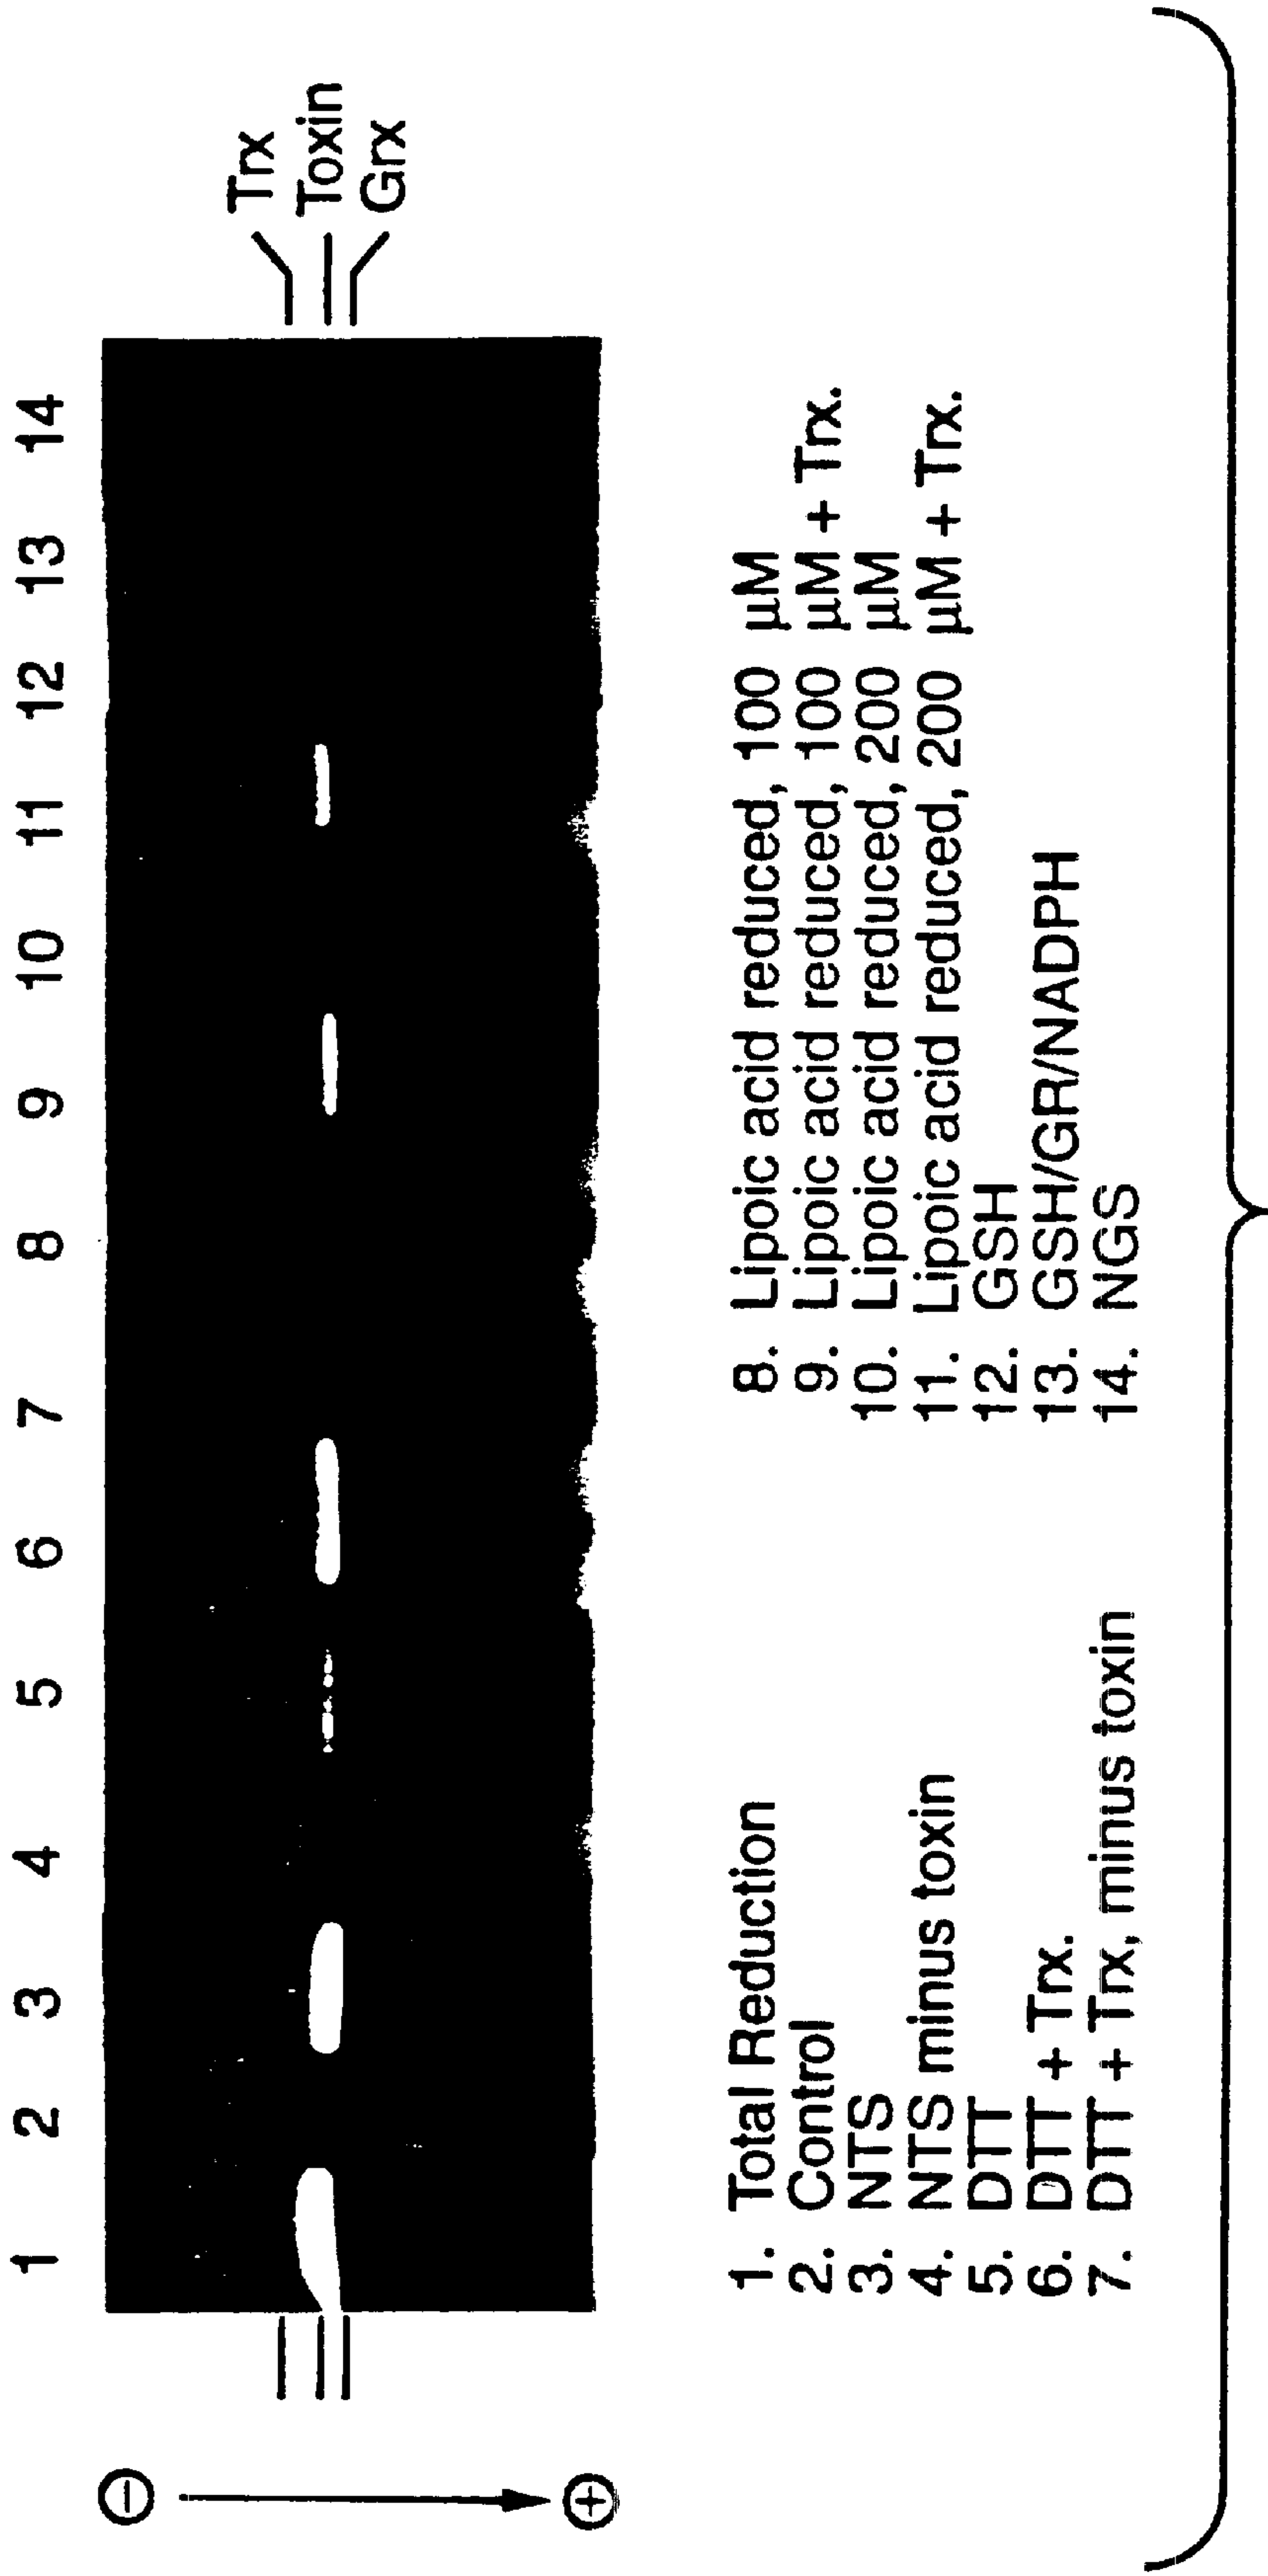 1 2 3 4 5 6 7 8 9 10 11 12 13 14
⊖
⊕
Trx
Toxin
Grx
1. Total Reduction
2. Control
3. NTS
4. NTS minus toxin
5. DTT
6. DTT + Trx.
7. DTT + Trx, minus toxin
8. Lipoic acid reduced, 100 μM
9. Lipoic acid reduced, 100 μM + Trx.
10. Lipoic acid reduced, 200 μM
11. Lipoic acid reduced, 200 μM + Trx.
12. GSH
13. GSH/GR/NADPH
14. NGS